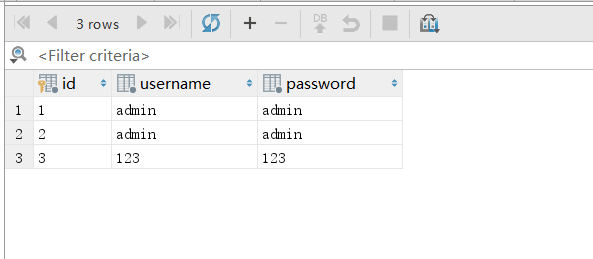 3 rows
DB
<Filter criteria>
id username password
1 1 admin admin
2 2 admin admin
3 3 123 123